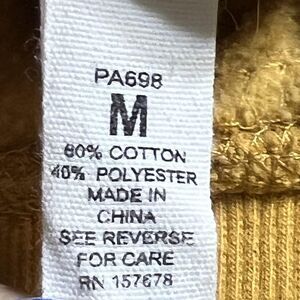 PA698
M
60% COTTON
40% POLYESTER
MADE IN
CHINA
SEE REVERSE
FOR CARE
RN 157678